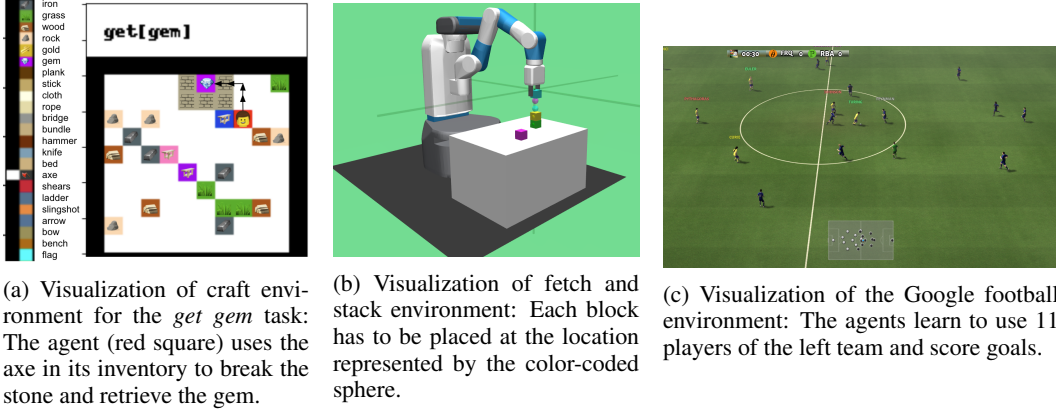 iron
grass
wood
rock
gold
gem
plank
stick
cloth
rope
bridge
bundle
hammer
knife
bed
axe
shears
ladder
slingshot
arrow
bow
bench
flag
get[gem]
00:30
RBA 0
(a) Visualization of craft envi-
ronment for the get gem task:
The agent (red square) uses the
axe in its inventory to break the
stone and retrieve the gem.
(b) Visualization of fetch and
stack environment: Each block
has to be placed at the location
represented by the color-coded
sphere.
(c) Visualization of the Google football
environment: The agents learn to use 11
players of the left team and score goals.